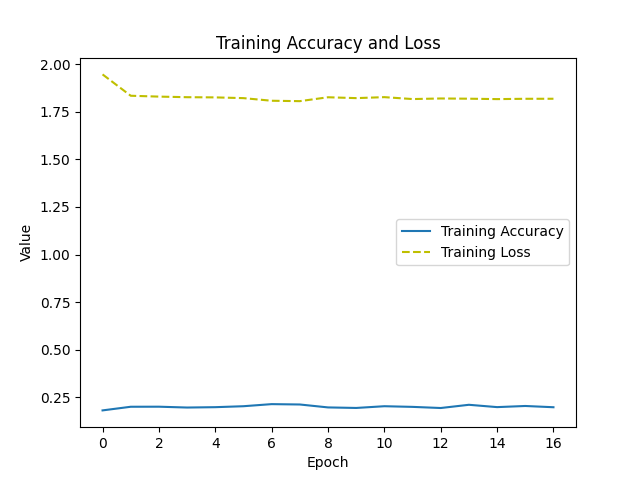 Training Accuracy and Loss
2.00
1.75
1.50
1.25
1.00
0.75
0.50
0.25
Value
Training Accuracy
Training Loss
0 2 4 6 8 10 12 14 16
Epoch